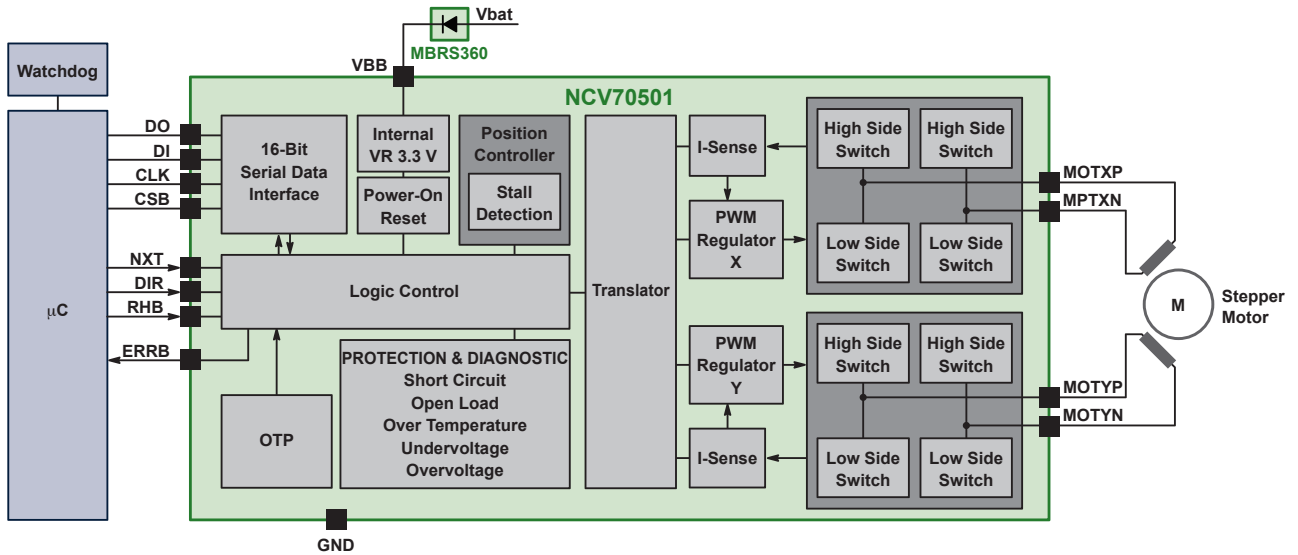 Vbat
MBRS360
Watchdog
VBB
NCV70501
DO
DI
CLK
CSB
16-Bit
Serial Data
Interface
Internal
VR 3.3 V
Power-On
Reset
Position
Controller
Stall
Detection
I-Sense
PWM
Regulator
X
High Side
Switch
High Side
Switch
Low Side
Switch
Low Side
Switch
MOTXP
MPTXN
µC
NXT
DIR
RHB
ERRB
Logic Control
Translator
M
Stepper
Motor
OTP
PROTECTION & DIAGNOSTIC
Short Circuit
Open Load
Over Temperature
Undervoltage
Overvoltage
PWM
Regulator
Y
I-Sense
High Side
Switch
High Side
Switch
Low Side
Switch
Low Side
Switch
MOTYP
MOTYN
GND